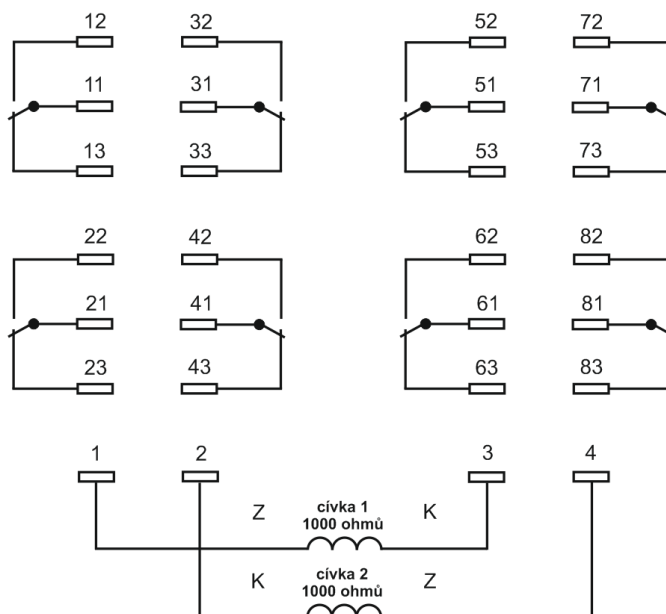 12 32 52 72
11 31 51 71
13 33 53 73
22 42 62 82
21 41 61 81
23 43 63 83
1 2 3 4
Z cívka 1 K
1000 ohmů
K cívka 2 Z
1000 ohmů